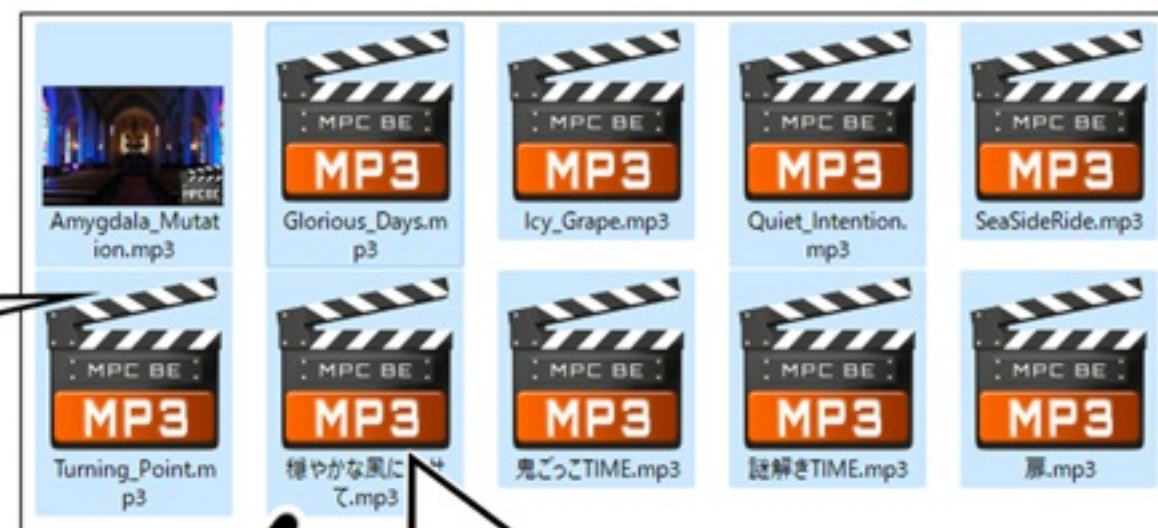 MPC BE
MP3
MPC BE
MP3
MPC BE
MP3
MPC BE
MP3
Amygdala_Mutat
ion.mp3
Glorious_Days.m
p3
Icy_Grape.mp3
Quiet_Intention.
mp3
SeaSideRide.mp3
MPC BE
MP3
MPC BE
MP3
MPC BE
MP3
MPC BE
MP3
MPC BE
MP3
Turning_Point.m
p3
穏やかな風に せ
て.mp3
鬼ごっこTIME.mp3
謎解きTIME.mp3
扉.mp3